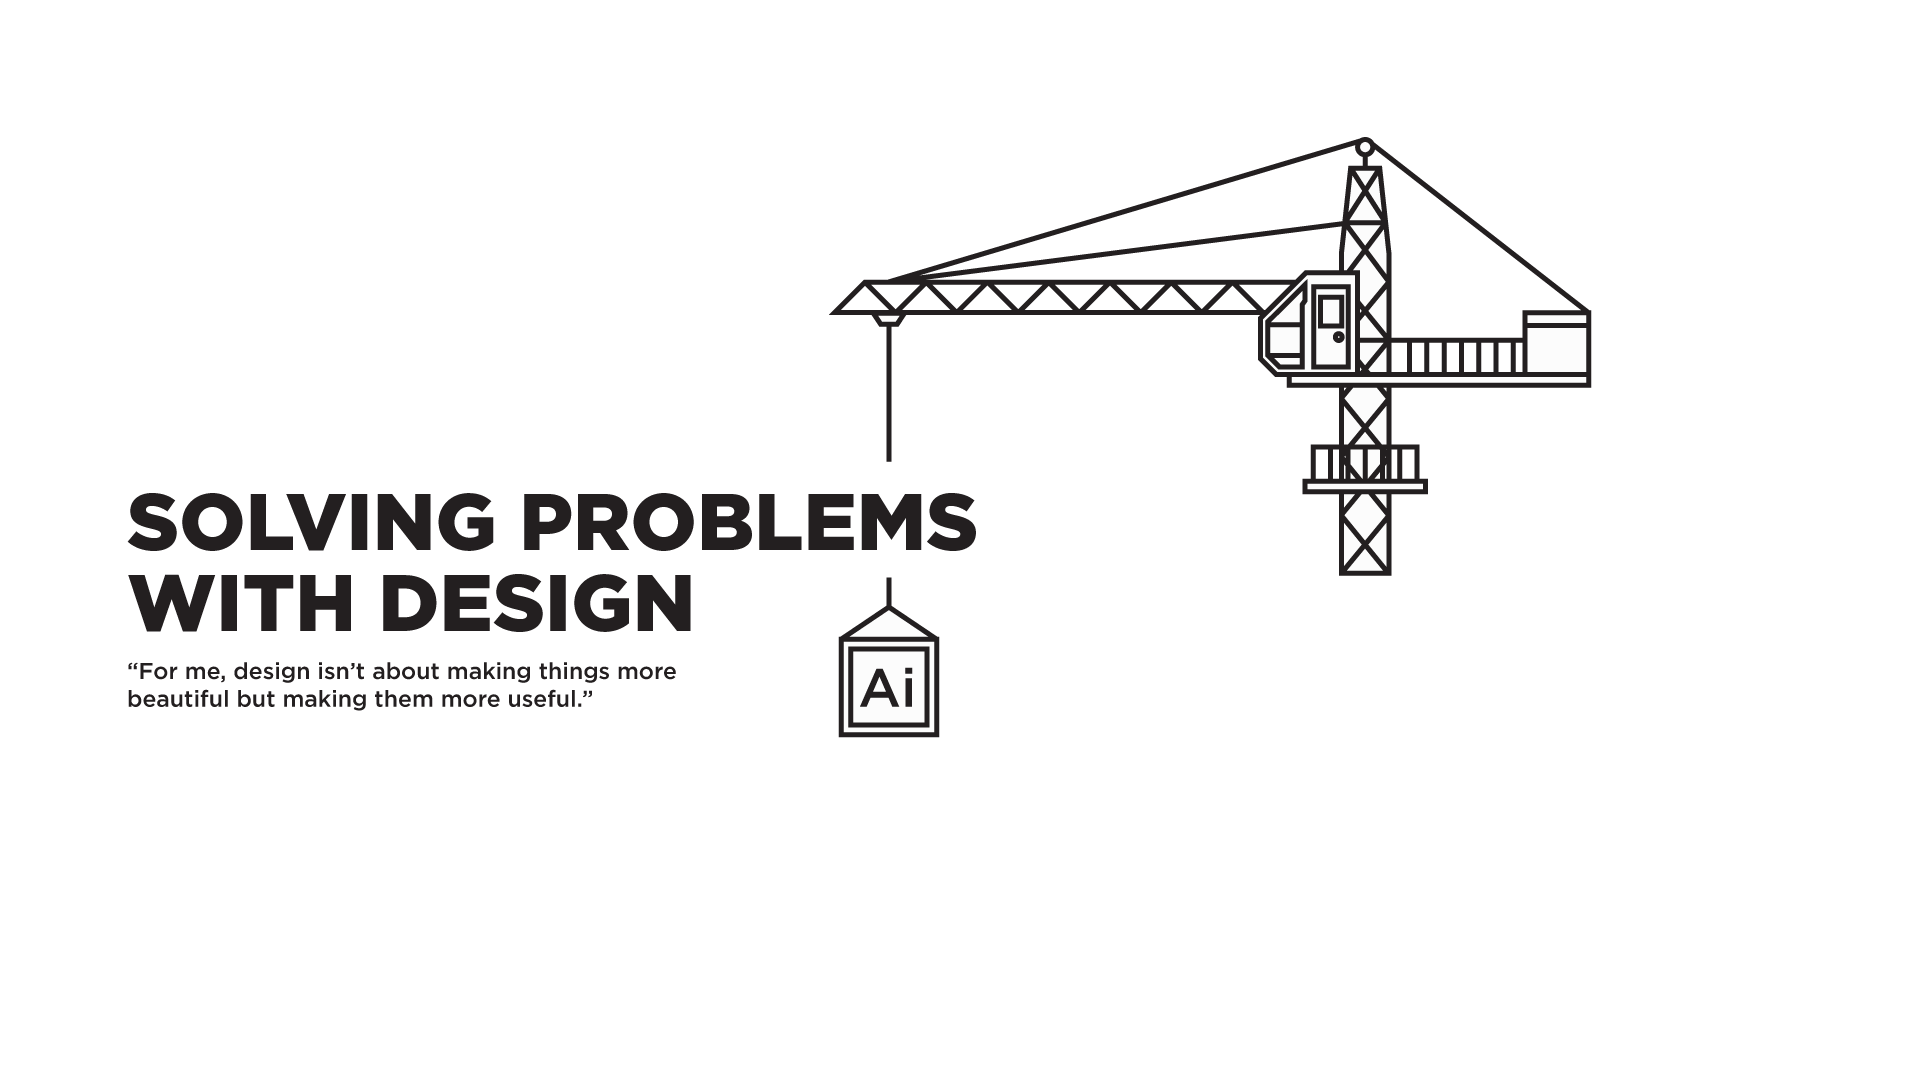 SOLVING PROBLEMS
WITH DESIGN
“For me, design isn’t about making things more
beautiful but making them more useful.”
Ai